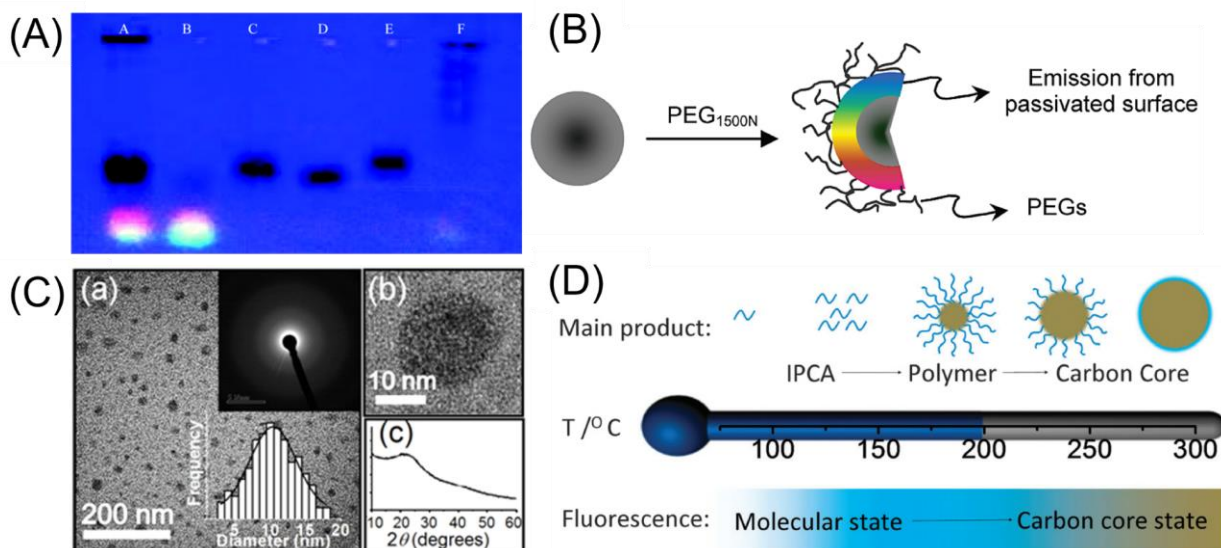 (A)
A B C D E F
(B)
PEG1500N
Emission from
passivated surface
PEGs
(C)
(a)
200 nm
Frequency
5 10 15 20
Diameter (nm)
(b)
10 nm
(c)
10 20 30 40 50 60
2θ (degrees)
(D)
Main product:
IPCA Polymer Carbon Core
T /O C
100 150 200 250 300
Fluorescence: Molecular state Carbon core state